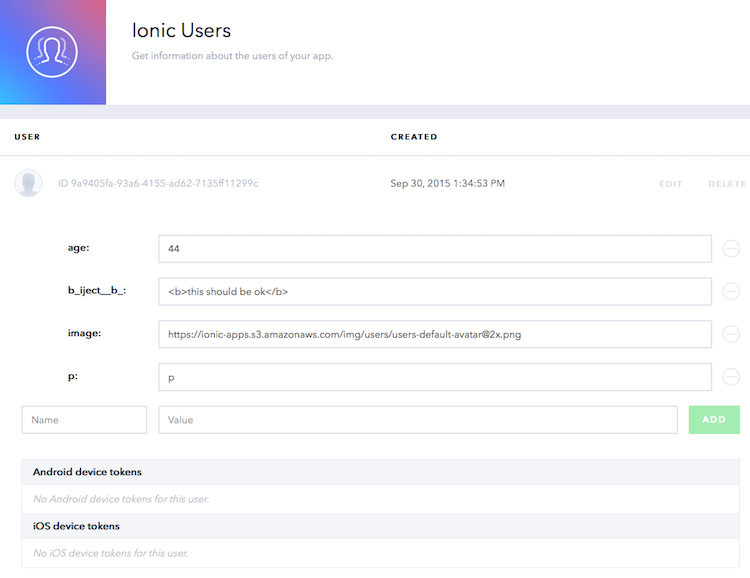 Ionic Users
Get information about the users of your app.
USER CREATED
ID 9a9405fa-93a6-4155-ad62-7135ff11299c Sep 30, 2015 1:34:53 PM EDIT DELETE
age: 44
b_iject__b_: <b>this should be ok</b>
image: https://ionic-apps.s3.amazonaws.com/img/users/users-default-avatar@2x.png
p: p
Name Value ADD
Android device tokens
No Android device tokens for this user.
iOS device tokens
No iOS device tokens for this user.